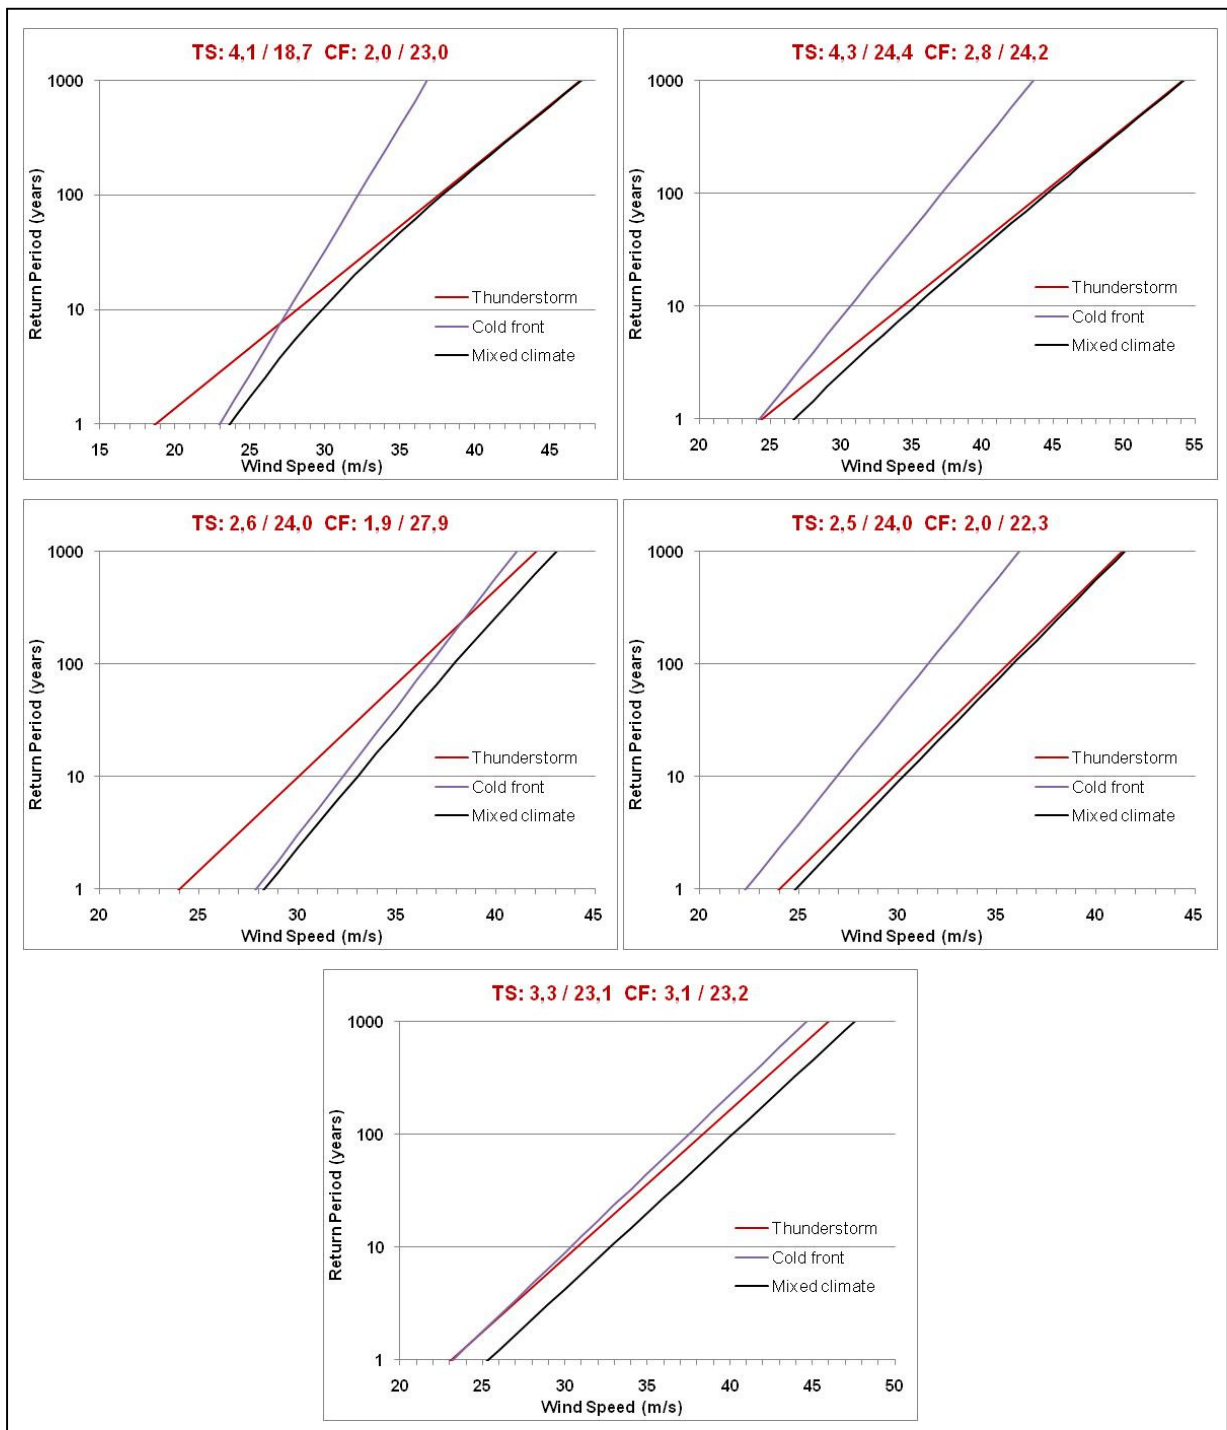 TS: 4,1 / 18,7 CF: 2,0 / 23,0
1000
100
10
1
Return Period (years)
Thunderstorm
Cold front
Mixed climate
15 20 25 30 35 40 45
Wind Speed (m/s)
TS: 4,3 / 24,4 CF: 2,8 / 24,2
1000
100
10
1
Return Period (years)
Thunderstorm
Cold front
Mixed climate
20 25 30 35 40 45 50 55
Wind Speed (m/s)
TS: 2,6 / 24,0 CF: 1,9 / 27,9
1000
100
10
1
Return Period (years)
Thunderstorm
Cold front
Mixed climate
20 25 30 35 40 45
Wind Speed (m/s)
TS: 2,5 / 24,0 CF: 2,0 / 22,3
1000
100
10
1
Return Period (years)
Thunderstorm
Cold front
Mixed climate
20 25 30 35 40 45
Wind Speed (m/s)
TS: 3,3 / 23,1 CF: 3,1 / 23,2
1000
100
10
1
Return Period (years)
Thunderstorm
Cold front
Mixed climate
20 25 30 35 40 45 50
Wind Speed (m/s)